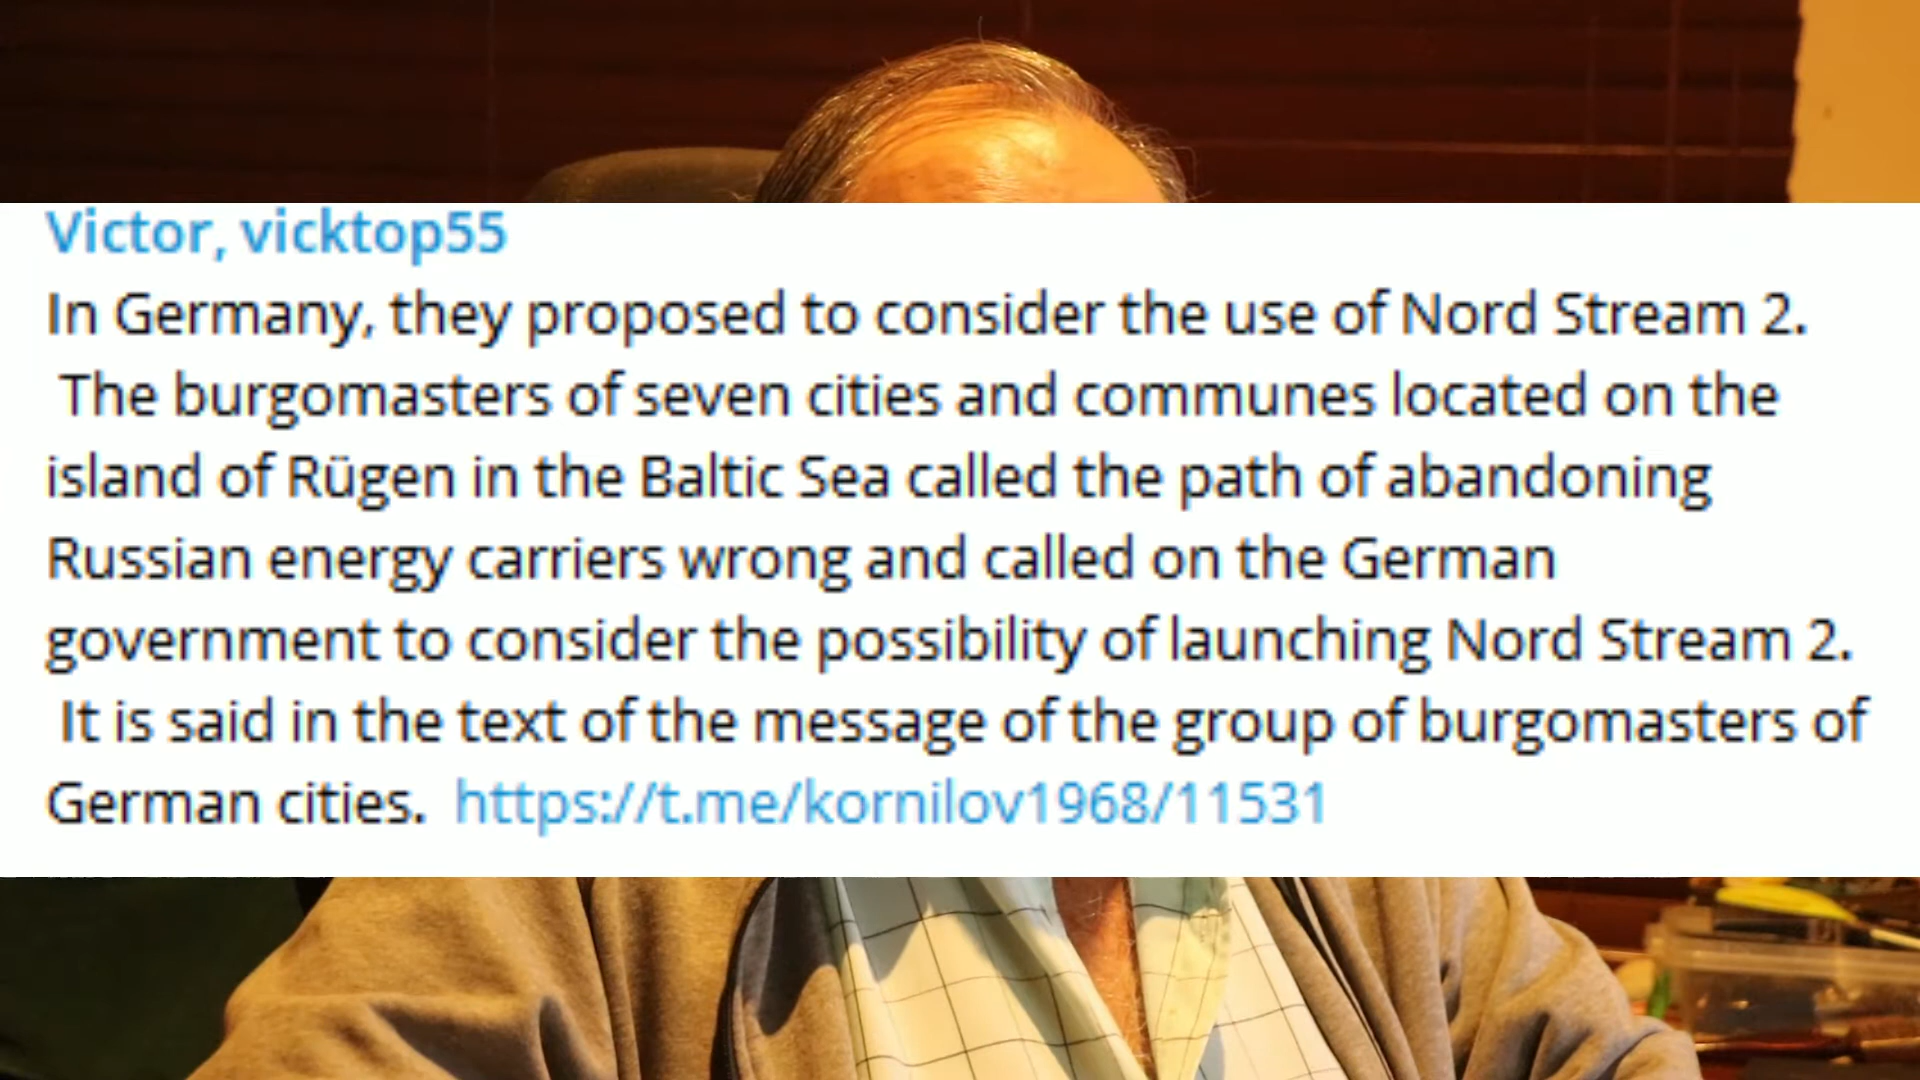 Victor, vicktop55
In Germany, they proposed to consider the use of Nord Stream 2.
The burgomasters of seven cities and communes located on the
island of Rügen in the Baltic Sea called the path of abandoning
Russian energy carriers wrong and called on the German
government to consider the possibility of launching Nord Stream 2.
It is said in the text of the message of the group of burgomasters of
German cities. https://t.me/kornilov1968/11531